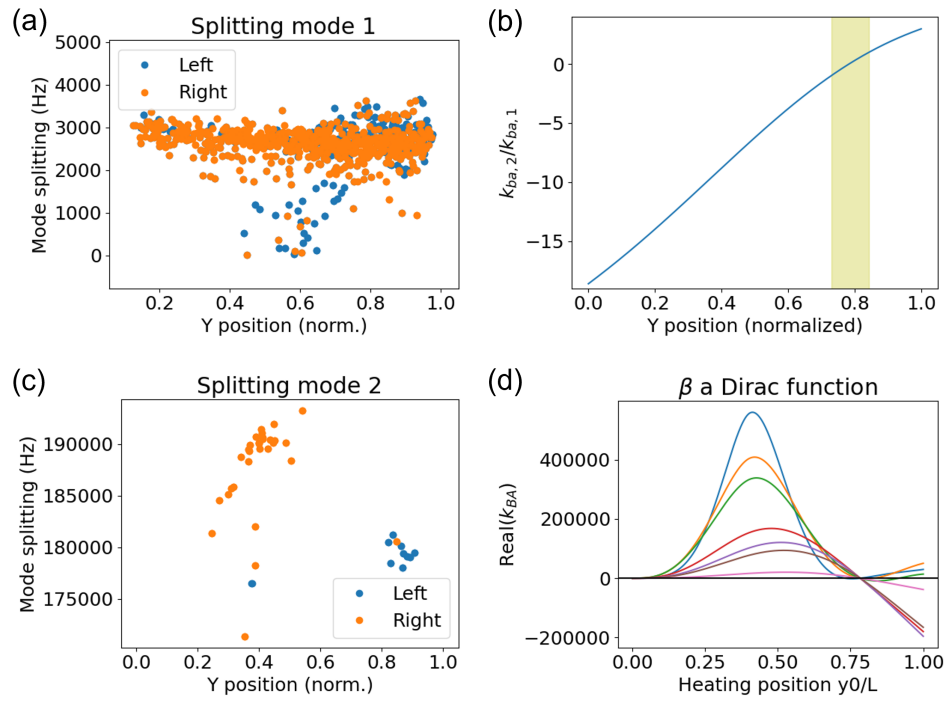 (a)
Splitting mode 1
Mode splitting (Hz)
5000
4000
3000
2000
1000
0
Left
Right
0.2
0.4
0.6
0.8
1.0
Y position (norm.)
(b)
k_{ba, 2}/k_{ba, 1}
0
−5
−10
−15
0.0
0.2
0.4
0.6
0.8
1.0
Y position (normalized)
(c)
Splitting mode 2
Mode splitting (Hz)
190000
185000
180000
175000
Left
Right
0.0
0.2
0.4
0.6
0.8
1.0
Y position (norm.)
(d)
β a Dirac function
Real(k_{BA})
400000
200000
0
−200000
0.00
0.25
0.50
0.75
1.00
Heating position y0/L